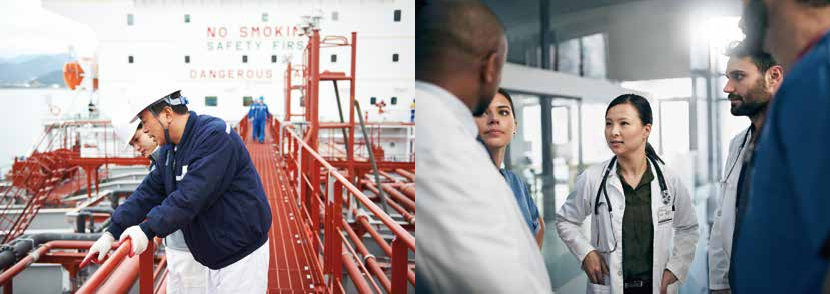 NO SMOKIN
SAFETY FIRS
DANGEROUS